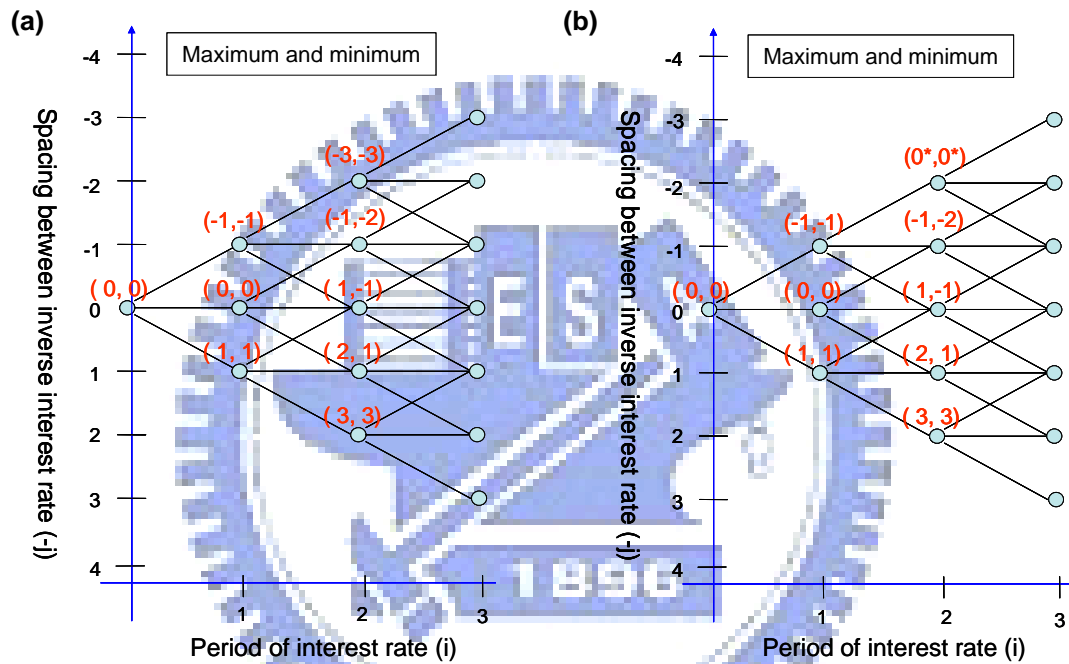 (a)
Maximum and minimum
Spacing between inverse interest rate (-j)
-4
-3
-2
-1
0
1
2
3
4
(-3,-3)
(-1,-1)
(-1,-2)
( 0, 0)
(0,0)
(1,-1)
( 1, 1)
(2, 1)
( 3, 3)
1
2
3
Period of interest rate (i)
(b)
Maximum and minimum
Spacing between inverse interest rate (-j)
-4
-3
-2
-1
0
1
2
3
4
(0*,0*)
(-1,-1)
(-1,-2)
( 0, 0)
(0,0)
(1,-1)
( 1, 1)
(2, 1)
( 3, 3)
1
2
3
Period of interest rate (i)
E S A
1896